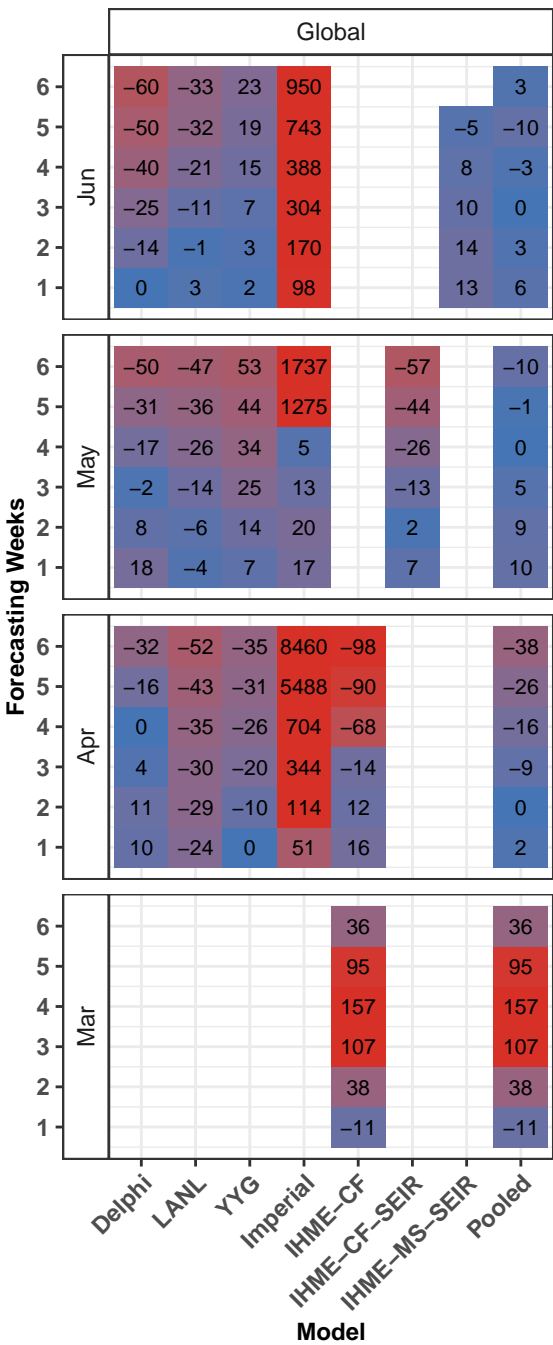 Global
Forecasting Weeks
Jun
6 −60 −33 23 950 3
5 −50 −32 19 743 −5 −10
4 −40 −21 15 388 8 −3
3 −25 −11 7 304 10 0
2 −14 −1 3 170 14 3
1 0 3 2 98 13 6
May
6 −50 −47 53 1737 −57 −10
5 −31 −36 44 1275 −44 −1
4 −17 −26 34 5 −26 0
3 −2 −14 25 13 −13 5
2 8 −6 14 20 2 9
1 18 −4 7 17 7 10
Apr
6 −32 −52 −35 8460 −98 −38
5 −16 −43 −31 5488 −90 −26
4 0 −35 −26 704 −68 −16
3 4 −30 −20 344 −14 −9
2 11 −29 −10 114 12 0
1 10 −24 0 51 16 2
Mar
6 36 36
5 95 95
4 157 157
3 107 107
2 38 38
1 −11 −11
Delphi
LANL
YYG
Imperial
IHME−CF
IHME−CF−SEIR
IHME−MS−SEIR
Pooled
Model